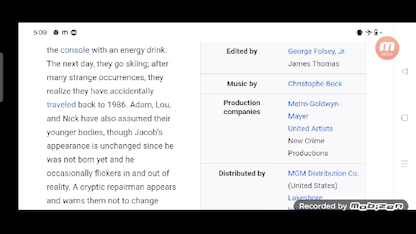 5:09
the console with an energy drink.
The next day, they go skiing; after
many strange occurrences, they
realize they have accidentally
traveled back to 1986. Adam, Lou,
and Nick have also assumed their
younger bodies, though Jacob's
appearance is unchanged since he
was not born yet and he
occasionally flickers in and out of
reality. A cryptic repairman appears
and warns them not to change
Edited by George Folsey, Jr.
James Thomas
Music by Christophe Beck
Production Metro-Goldwyn-
companies Mayer
United Artists
New Crime
Productions
Distributed by MGM Distribution Co.
(United States)
Lakeshore
Recorded by Mobizen